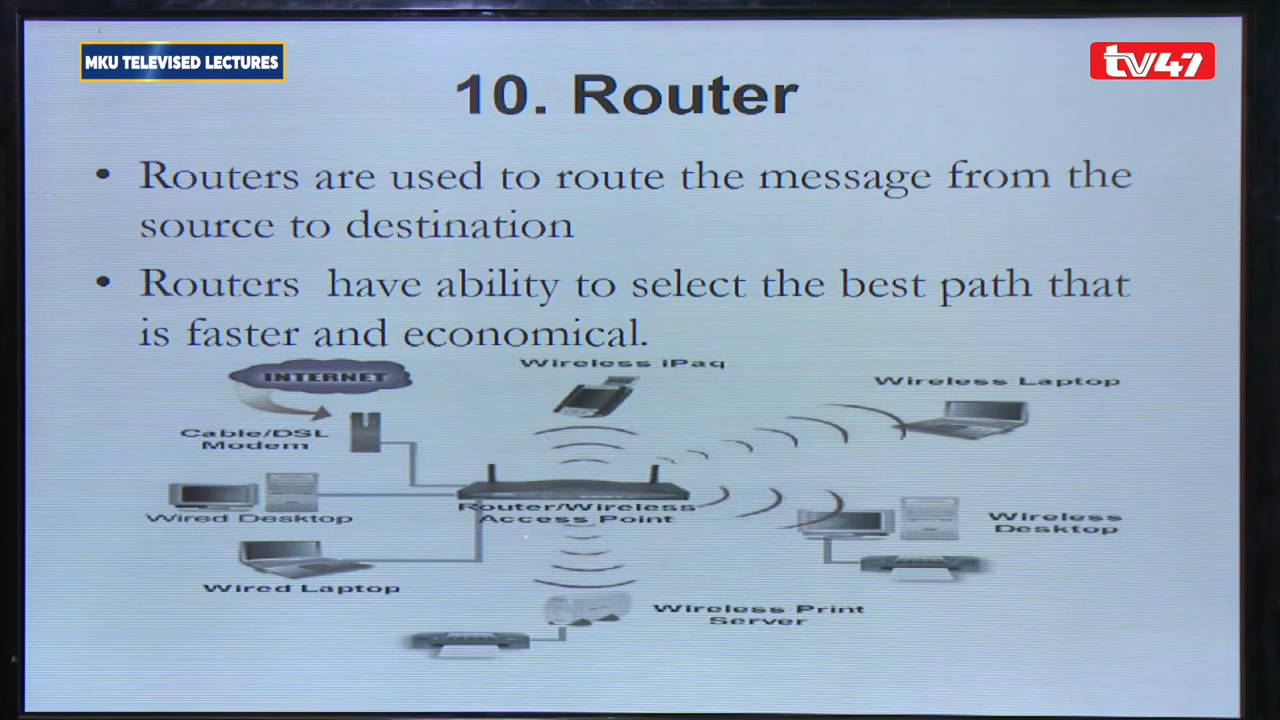 MKU TELEVISED LECTURES
tv47
10. Router
• Routers are used to route the message from the
source to destination
• Routers have ability to select the best path that
is faster and economical.
Wireless iPaq
INTERNET
Wireless Laptop
Cable/DSL
Modem
Router/Wireless
Access Point
Wired Desktop
Wireless
Desktop
Wired Laptop
Wireless Print
Server